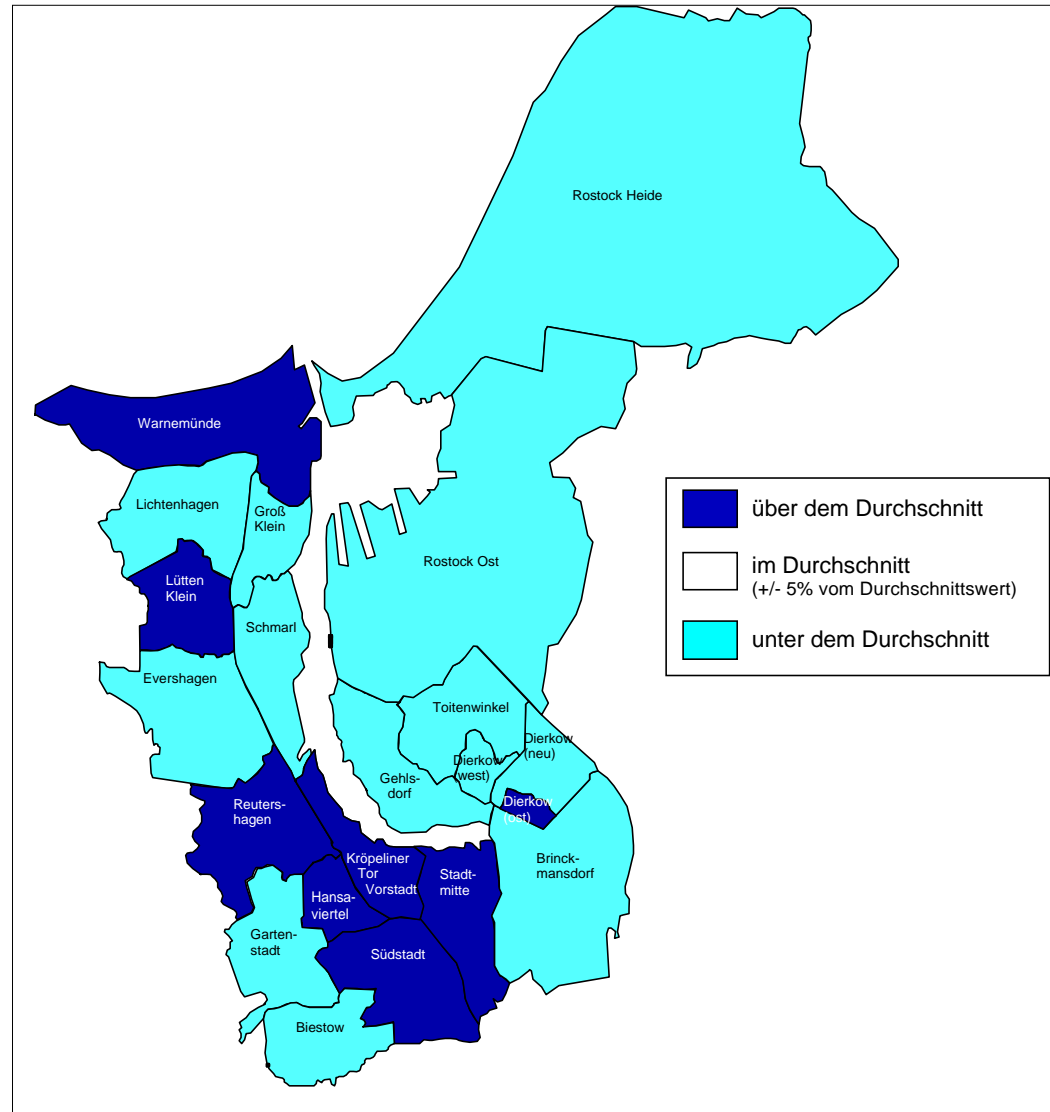 Rostock Heide
Warnemünde
Lichtenhagen
Groß
Klein
über dem Durchschnitt
im Durchschnitt
(+/- 5% vom Durchschnittswert)
unter dem Durchschnitt
Rostock Ost
Lütten
Klein
Schmarl
Evershagen
Toitenwinkel
Dierkow
(neu)
Dierkow
(west)
Gehls-
dorf
Dierkow
(ost)
Reuters-
hagen
Kröpeliner
Tor
Vorstadt
Stadt-
mitte
Brinck-
mansdorf
Hansa-
viertel
Garten-
stadt
Südstadt
Biestow